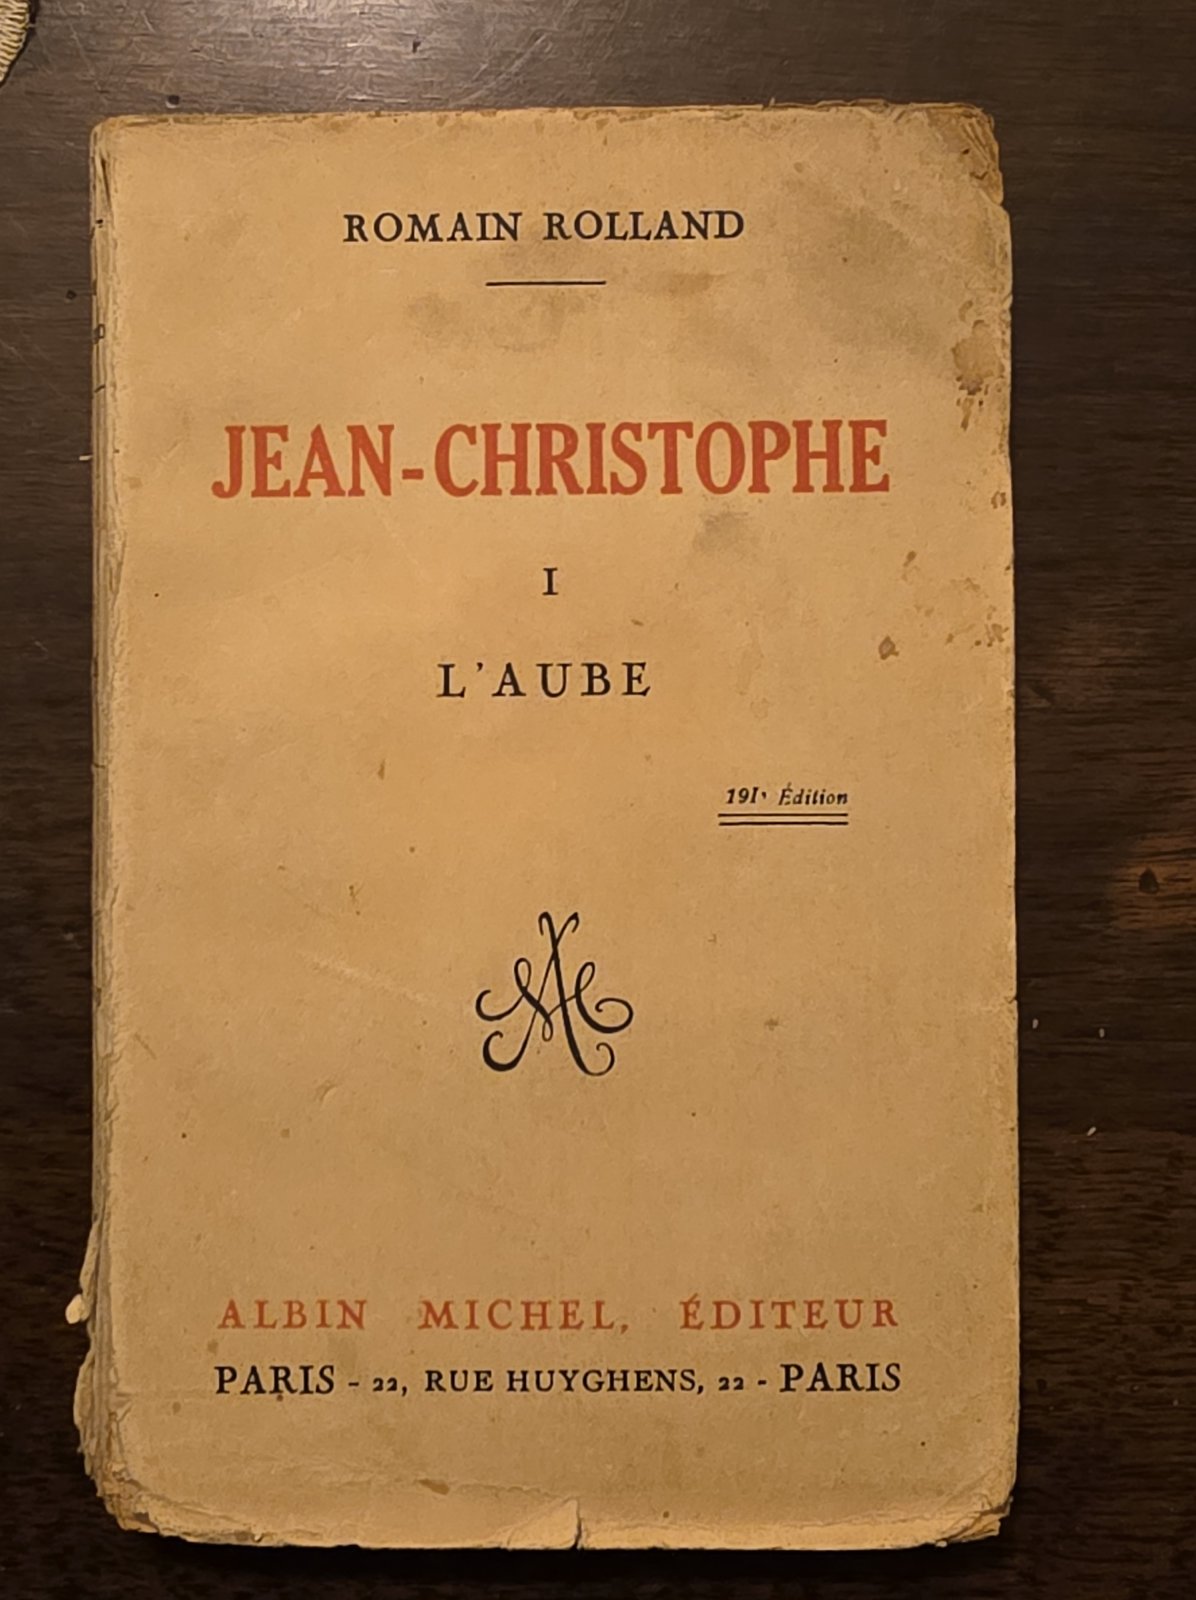 ROMAIN ROLLAND
JEAN-CHRISTOPHE
I
L'AUBE
191e Édition
ALBIN MICHEL, ÉDITEUR
PARIS - 22, RUE HUYGHENS, 22 - PARIS